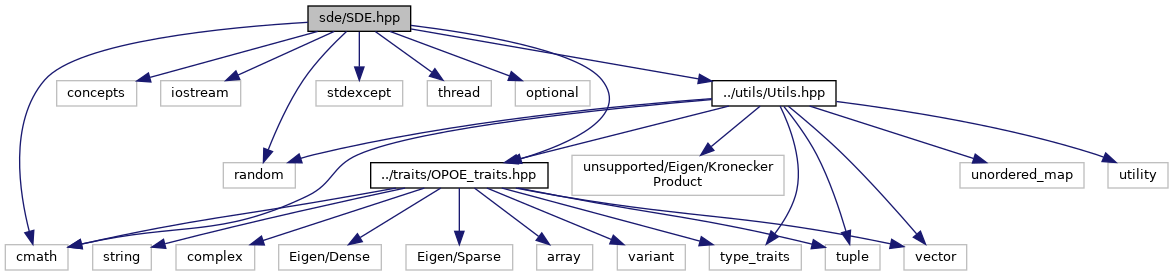 sde/SDE.hpp
concepts
iostream
stdexcept
thread
optional
../utils/Utils.hpp
random
../traits/OPOE_traits.hpp
unsupported/Eigen/Kronecker
Product
unordered_map
utility
cmath
string
complex
Eigen/Dense
Eigen/Sparse
array
variant
type_traits
tuple
vector